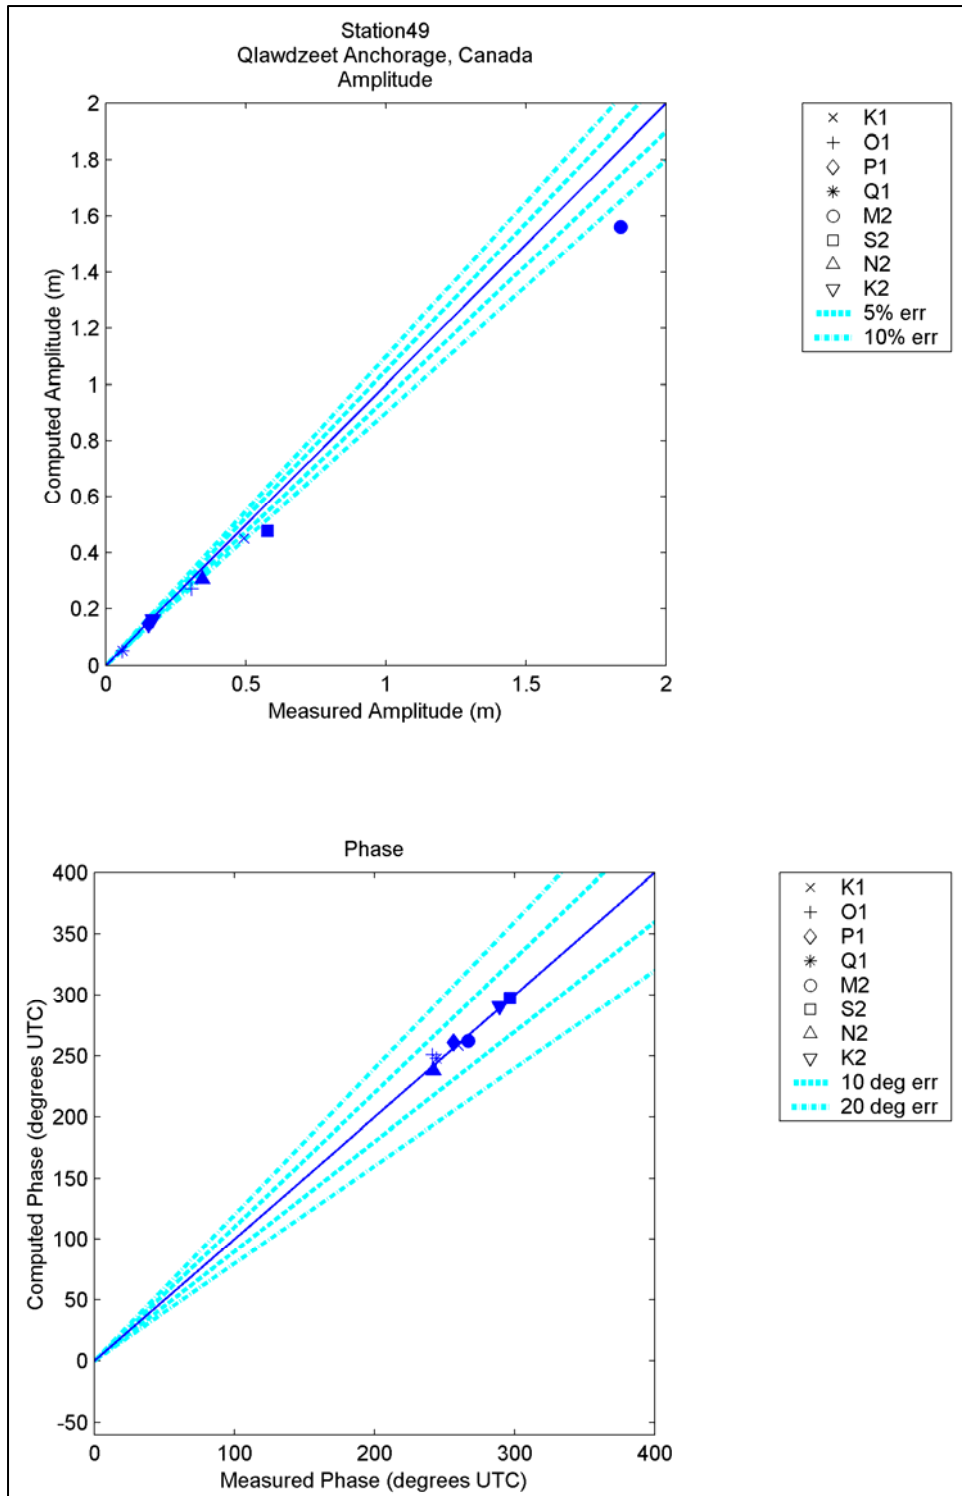 Station49
Qlawdzeet Anchorage, Canada
Amplitude
2
1.8
1.6
1.4
1.2
1
0.8
0.6
0.4
0.2
0
Computed Amplitude (m)
0 0.5 1 1.5 2
Measured Amplitude (m)
K1
O1
P1
Q1
M2
S2
N2
K2
5% err
10% err
Phase
400
350
300
250
200
150
100
50
0
-50
Computed Phase (degrees UTC)
0 100 200 300 400
Measured Phase (degrees UTC)
K1
O1
P1
Q1
M2
S2
N2
K2
10 deg err
20 deg err